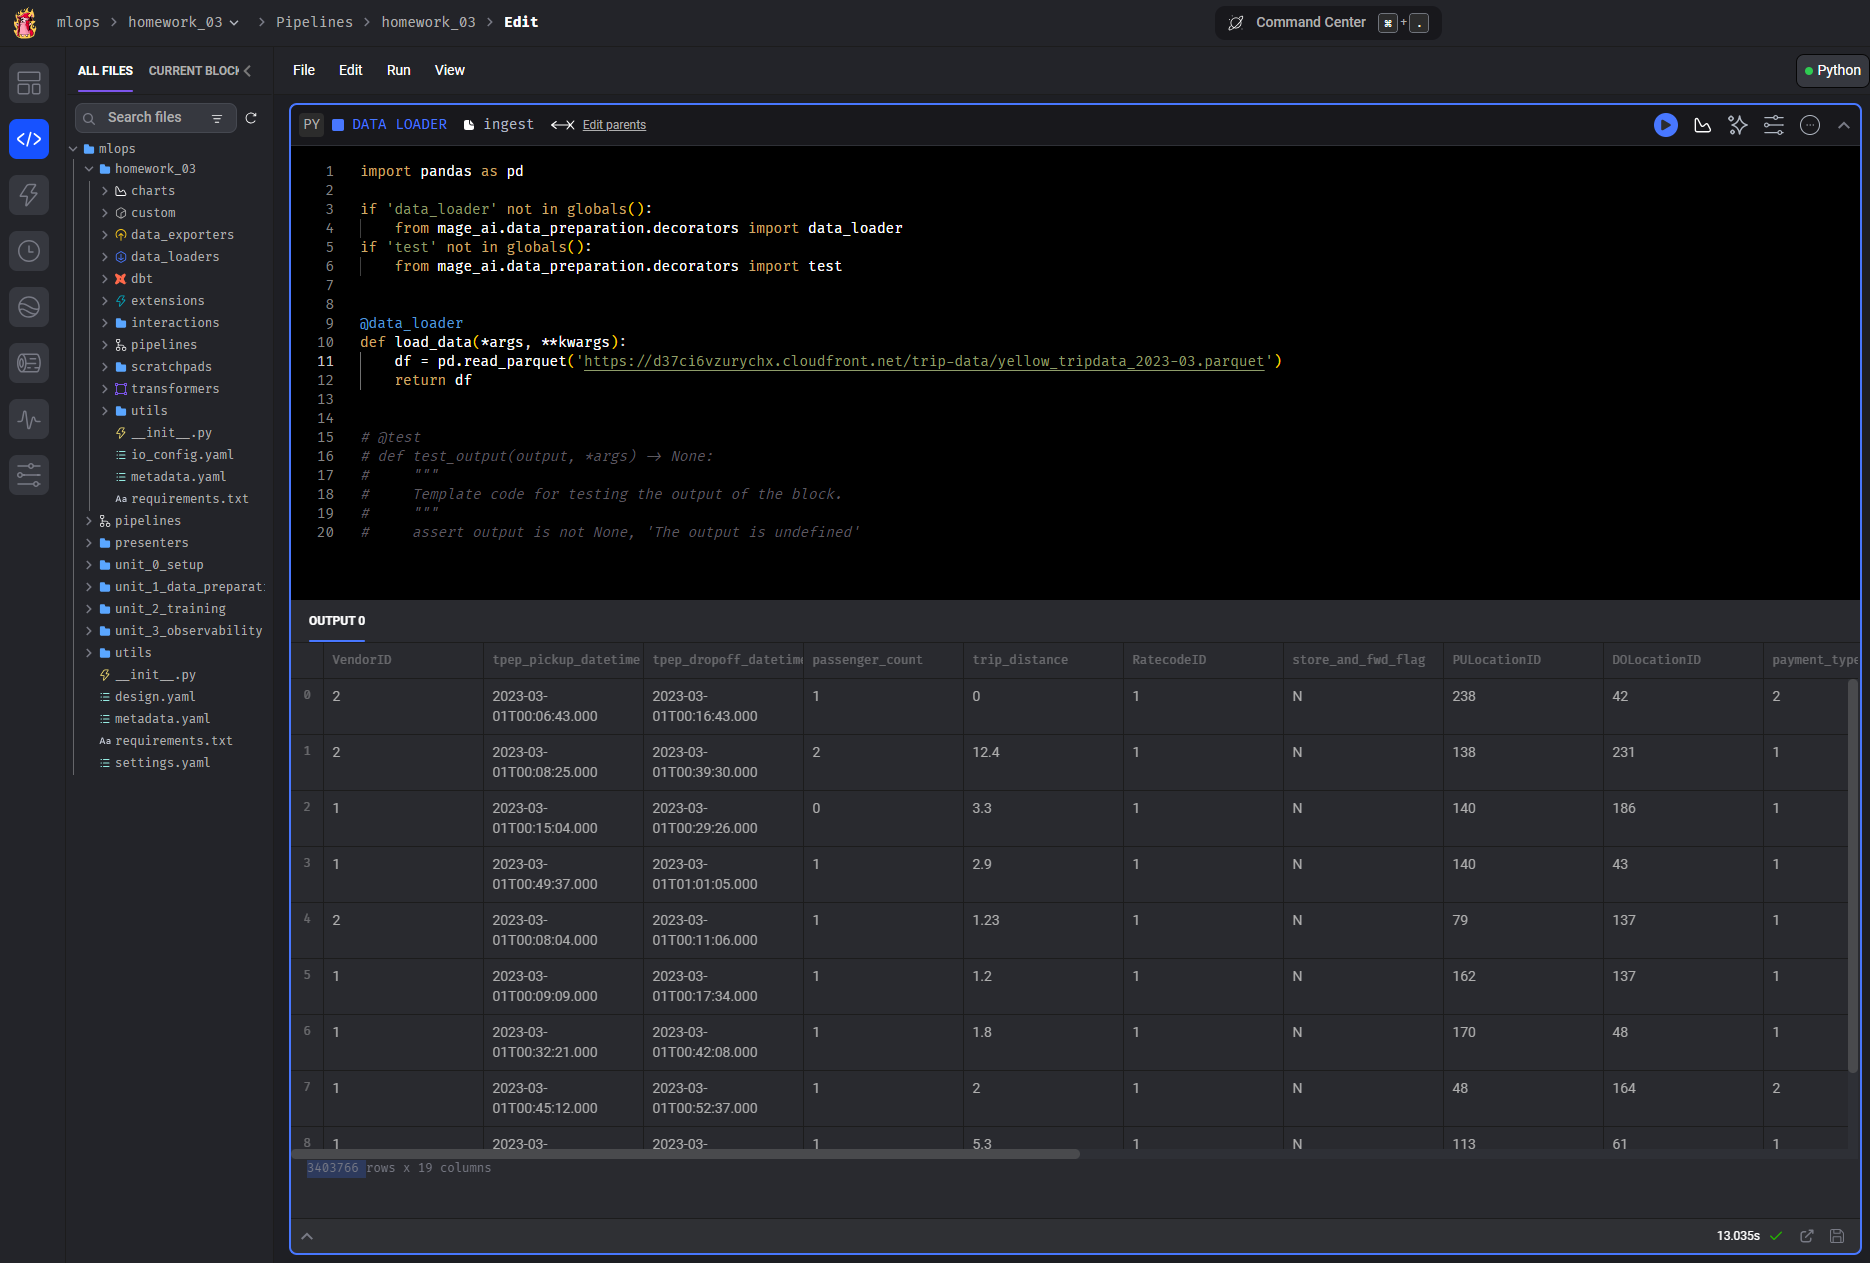 mlops > homework_03 > Pipelines > homework_03 > Edit
Command Center ⌘ + .
ALL FILES CURRENT BLOCK
File Edit Run View
Python
Search files
mlops
homework_03
charts
custom
data_exporters
data_loaders
dbt
extensions
interactions
pipelines
scratchpads
transformers
utils
__init__.py
io_config.yaml
metadata.yaml
Aa requirements.txt
pipelines
presenters
unit_0_setup
unit_1_data_preparat
unit_2_training
unit_3_observability
utils
__init__.py
design.yaml
metadata.yaml
Aa requirements.txt
settings.yaml
PY DATA LOADER ingest Edit parents
1 import pandas as pd
2
3 if 'data_loader' not in globals():
4 from mage_ai.data_preparation.decorators import data_loader
5 if 'test' not in globals():
6 from mage_ai.data_preparation.decorators import test
7
8
9 @data_loader
10 def load_data(*args, **kwargs):
11 df = pd.read_parquet('https://d37ci6vzurychx.cloudfront.net/trip-data/yellow_tripdata_2023-03.parquet')
12 return df
13
14
15 # @test
16 # def test_output(output, *args) -> None:
17 # """
18 # Template code for testing the output of the block.
19 # """
20 # assert output is not None, 'The output is undefined'
OUTPUT 0
VendorID tpep_pickup_datetime tpep_dropoff_datetime passenger_count trip_distance RatecodeID store_and_fwd_flag PULocationID DOLocationID payment_type
0 2 2023-03-01T00:06:43.000 2023-03-01T00:16:43.000 1 0 1 N 238 42 2
1 2 2023-03-01T00:08:25.000 2023-03-01T00:39:30.000 2 12.4 1 N 138 231 1
2 1 2023-03-01T00:15:04.000 2023-03-01T00:29:26.000 0 3.3 1 N 140 186 1
3 1 2023-03-01T00:49:37.000 2023-03-01T01:01:05.000 1 2.9 1 N 140 43 1
4 2 2023-03-01T00:08:04.000 2023-03-01T00:11:06.000 1 1.23 1 N 79 137 1
5 1 2023-03-01T00:09:09.000 2023-03-01T00:17:34.000 1 1.2 1 N 162 137 1
6 1 2023-03-01T00:32:21.000 2023-03-01T00:42:08.000 1 1.8 1 N 170 48 1
7 1 2023-03-01T00:45:12.000 2023-03-01T00:52:37.000 1 2 1 N 48 164 2
8 1 2023-03- 2023-03- 1 5.3 1 N 113 61 1
3403766 rows x 19 columns
13.035s